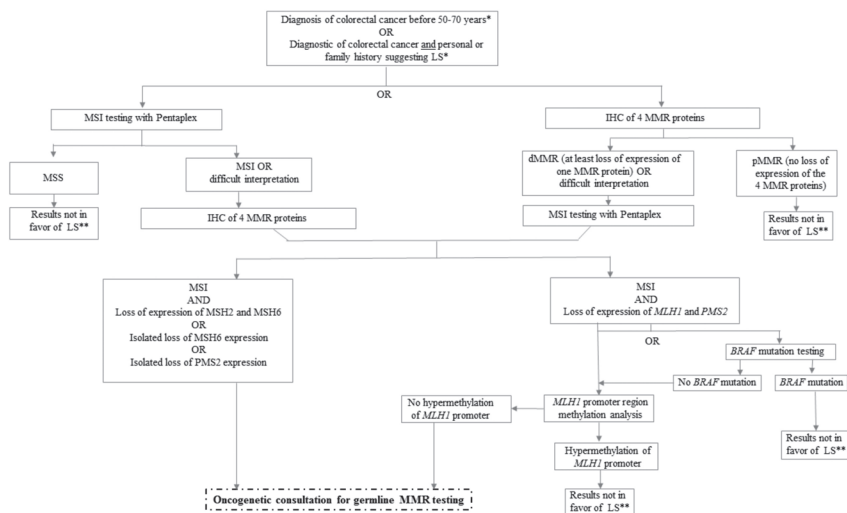 Diagnosis of colorectal cancer before 50-70 years*
OR
Diagnostic of colorectal cancer and personal or
family history suggesting LS*
OR
MSI testing with Pentaplex
IHC of 4 MMR proteins
MSS
MSI OR
difficult interpretation
dMMR (at least loss of expression of
one MMR protein) OR
difficult interpretation
pMMR (no loss of
expression of the
4 MMR proteins)
Results not in
favor of LS**
IHC of 4 MMR proteins
MSI testing with Pentaplex
Results not in
favor of LS**
MSI
AND
Loss of expression of MSH2 and MSH6
OR
Isolated loss of MSH6 expression
OR
Isolated loss of PMS2 expression
MSI
AND
Loss of expression of MLH1 and PMS2
OR
BRAF mutation testing
No BRAF mutation
BRAF mutation
No hypermethylation
of MLH1 promoter
MLH1 promoter region
methylation analysis
Results not in
favor of LS**
Hypermethylation of
MLH1 promoter
Oncogenetic consultation for germline MMR testing
Results not in
favor of LS**